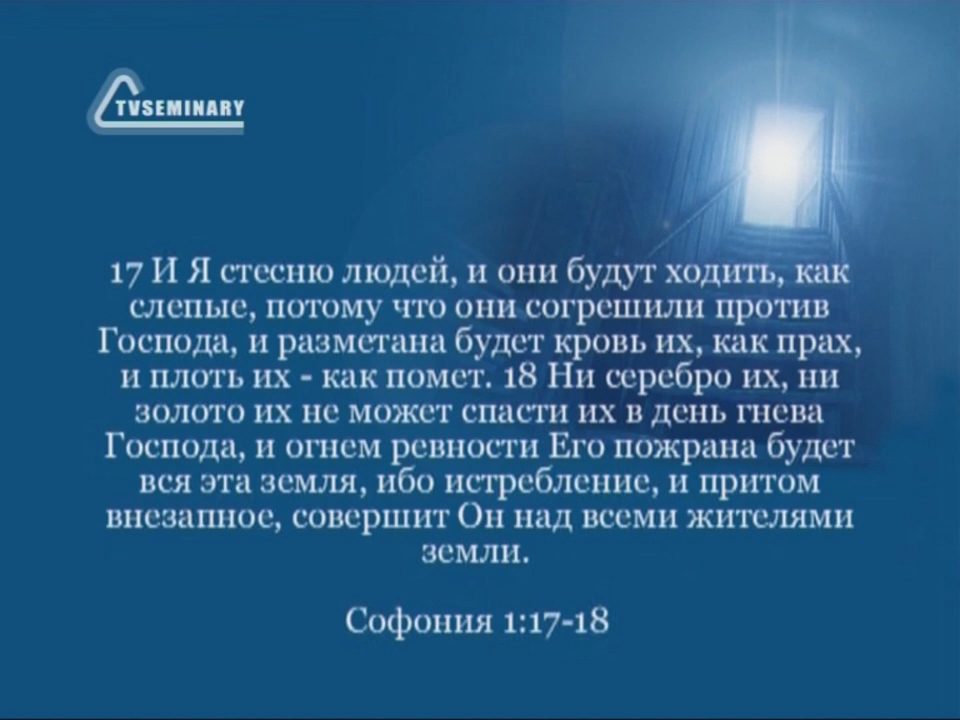 TVSEMINARY
17 И Я стесню людей, и они будут ходить, как
слепые, потому что они согрешили против
Господа, и разметана будет кровь их, как прах,
и плоть их - как помет. 18 Ни серебро их, ни
золото их не может спасти их в день гнева
Господа, и огнем ревности Его пожрана будет
вся эта земля, ибо истребление, и притом
внезапное, совершит Он над всеми жителями
земли.
Софония 1:17-18